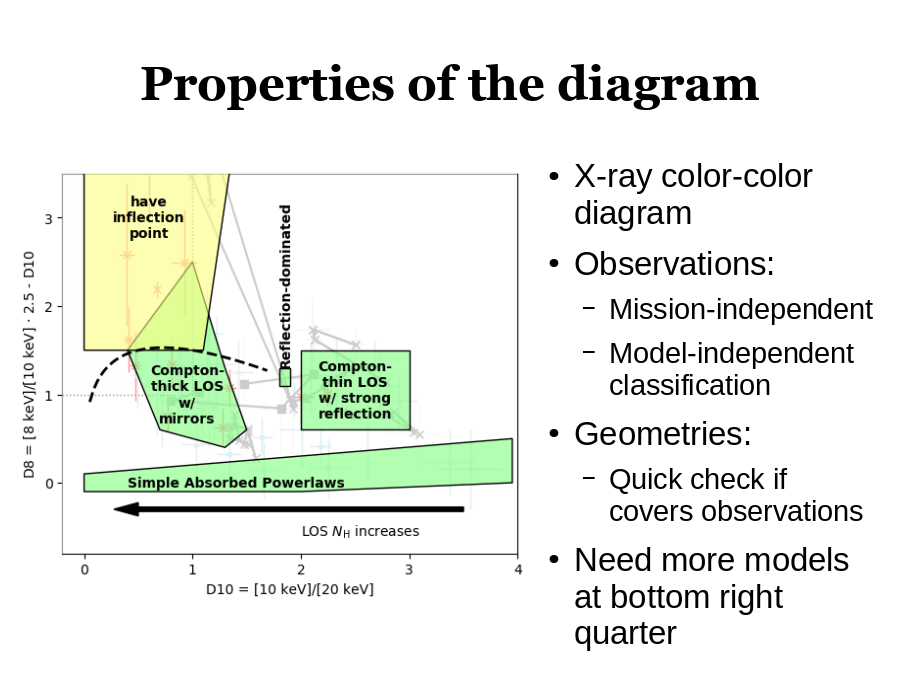 Properties of the diagram
have
inflection
point
Reflection-dominated
Compton-
thick LOS
w/
mirrors
Compton-
thin LOS
w/ strong
reflection
Simple Absorbed Powerlaws
LOS NH increases
3
2
1
0
D8 = [8 keV]/[10 keV] · 2.5 - D10
0 1 2 3 4
D10 = [10 keV]/[20 keV]
• X-ray color-color
diagram
• Observations:
– Mission-independent
– Model-independent
classification
• Geometries:
– Quick check if
covers observations
• Need more models
at bottom right
quarter